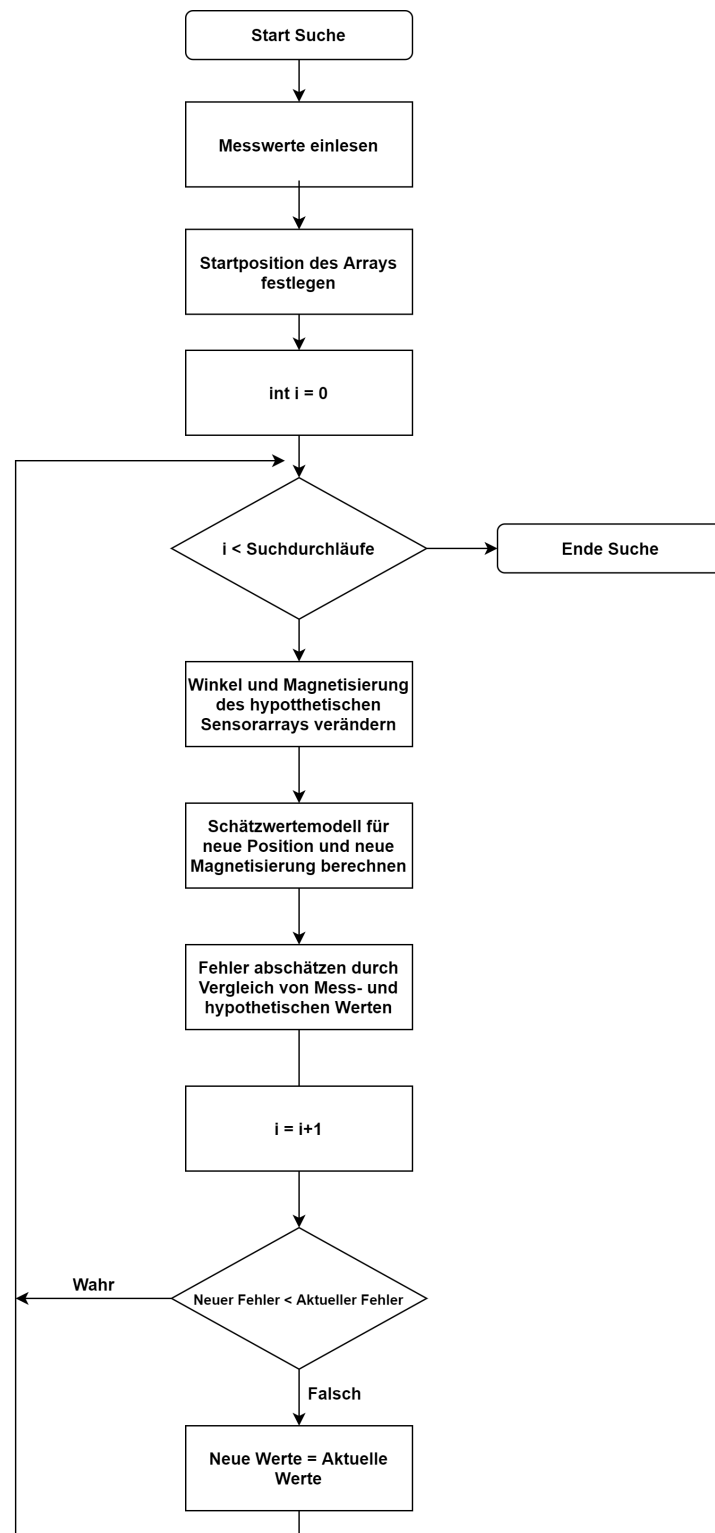 Start Suche
Messwerte einlesen
Startposition des Arrays
festlegen
int i = 0
i < Suchdurchläufe
Ende Suche
Winkel und Magnetisierung
des hypotthetischen
Sensorarrays verändern
Schätzwertemodell für
neue Position und neue
Magnetisierung berechnen
Fehler abschätzen durch
Vergleich von Mess- und
hypothetischen Werten
i = i+1
Wahr
Neuer Fehler < Aktueller Fehler
Falsch
Neue Werte = Aktuelle
Werte